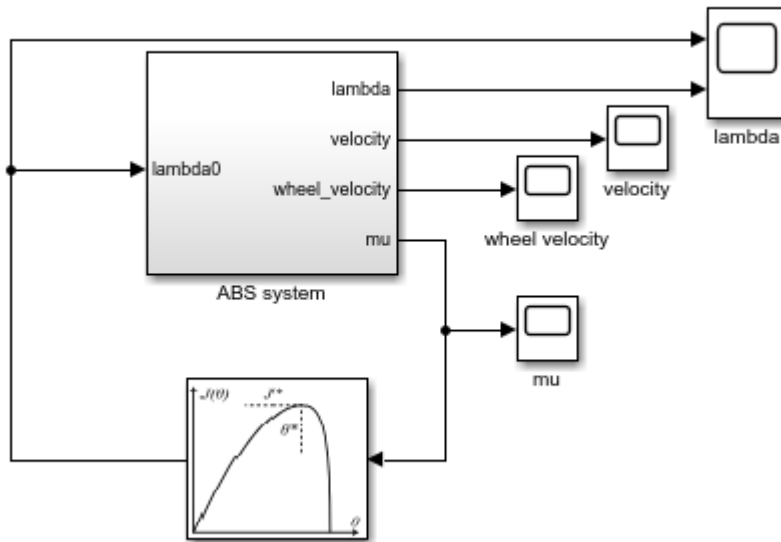 lambda
lambda
velocity
lambda0
velocity
wheel_velocity
wheel velocity
mu
ABS system
mu
J(θ)
J*
θ*
θ